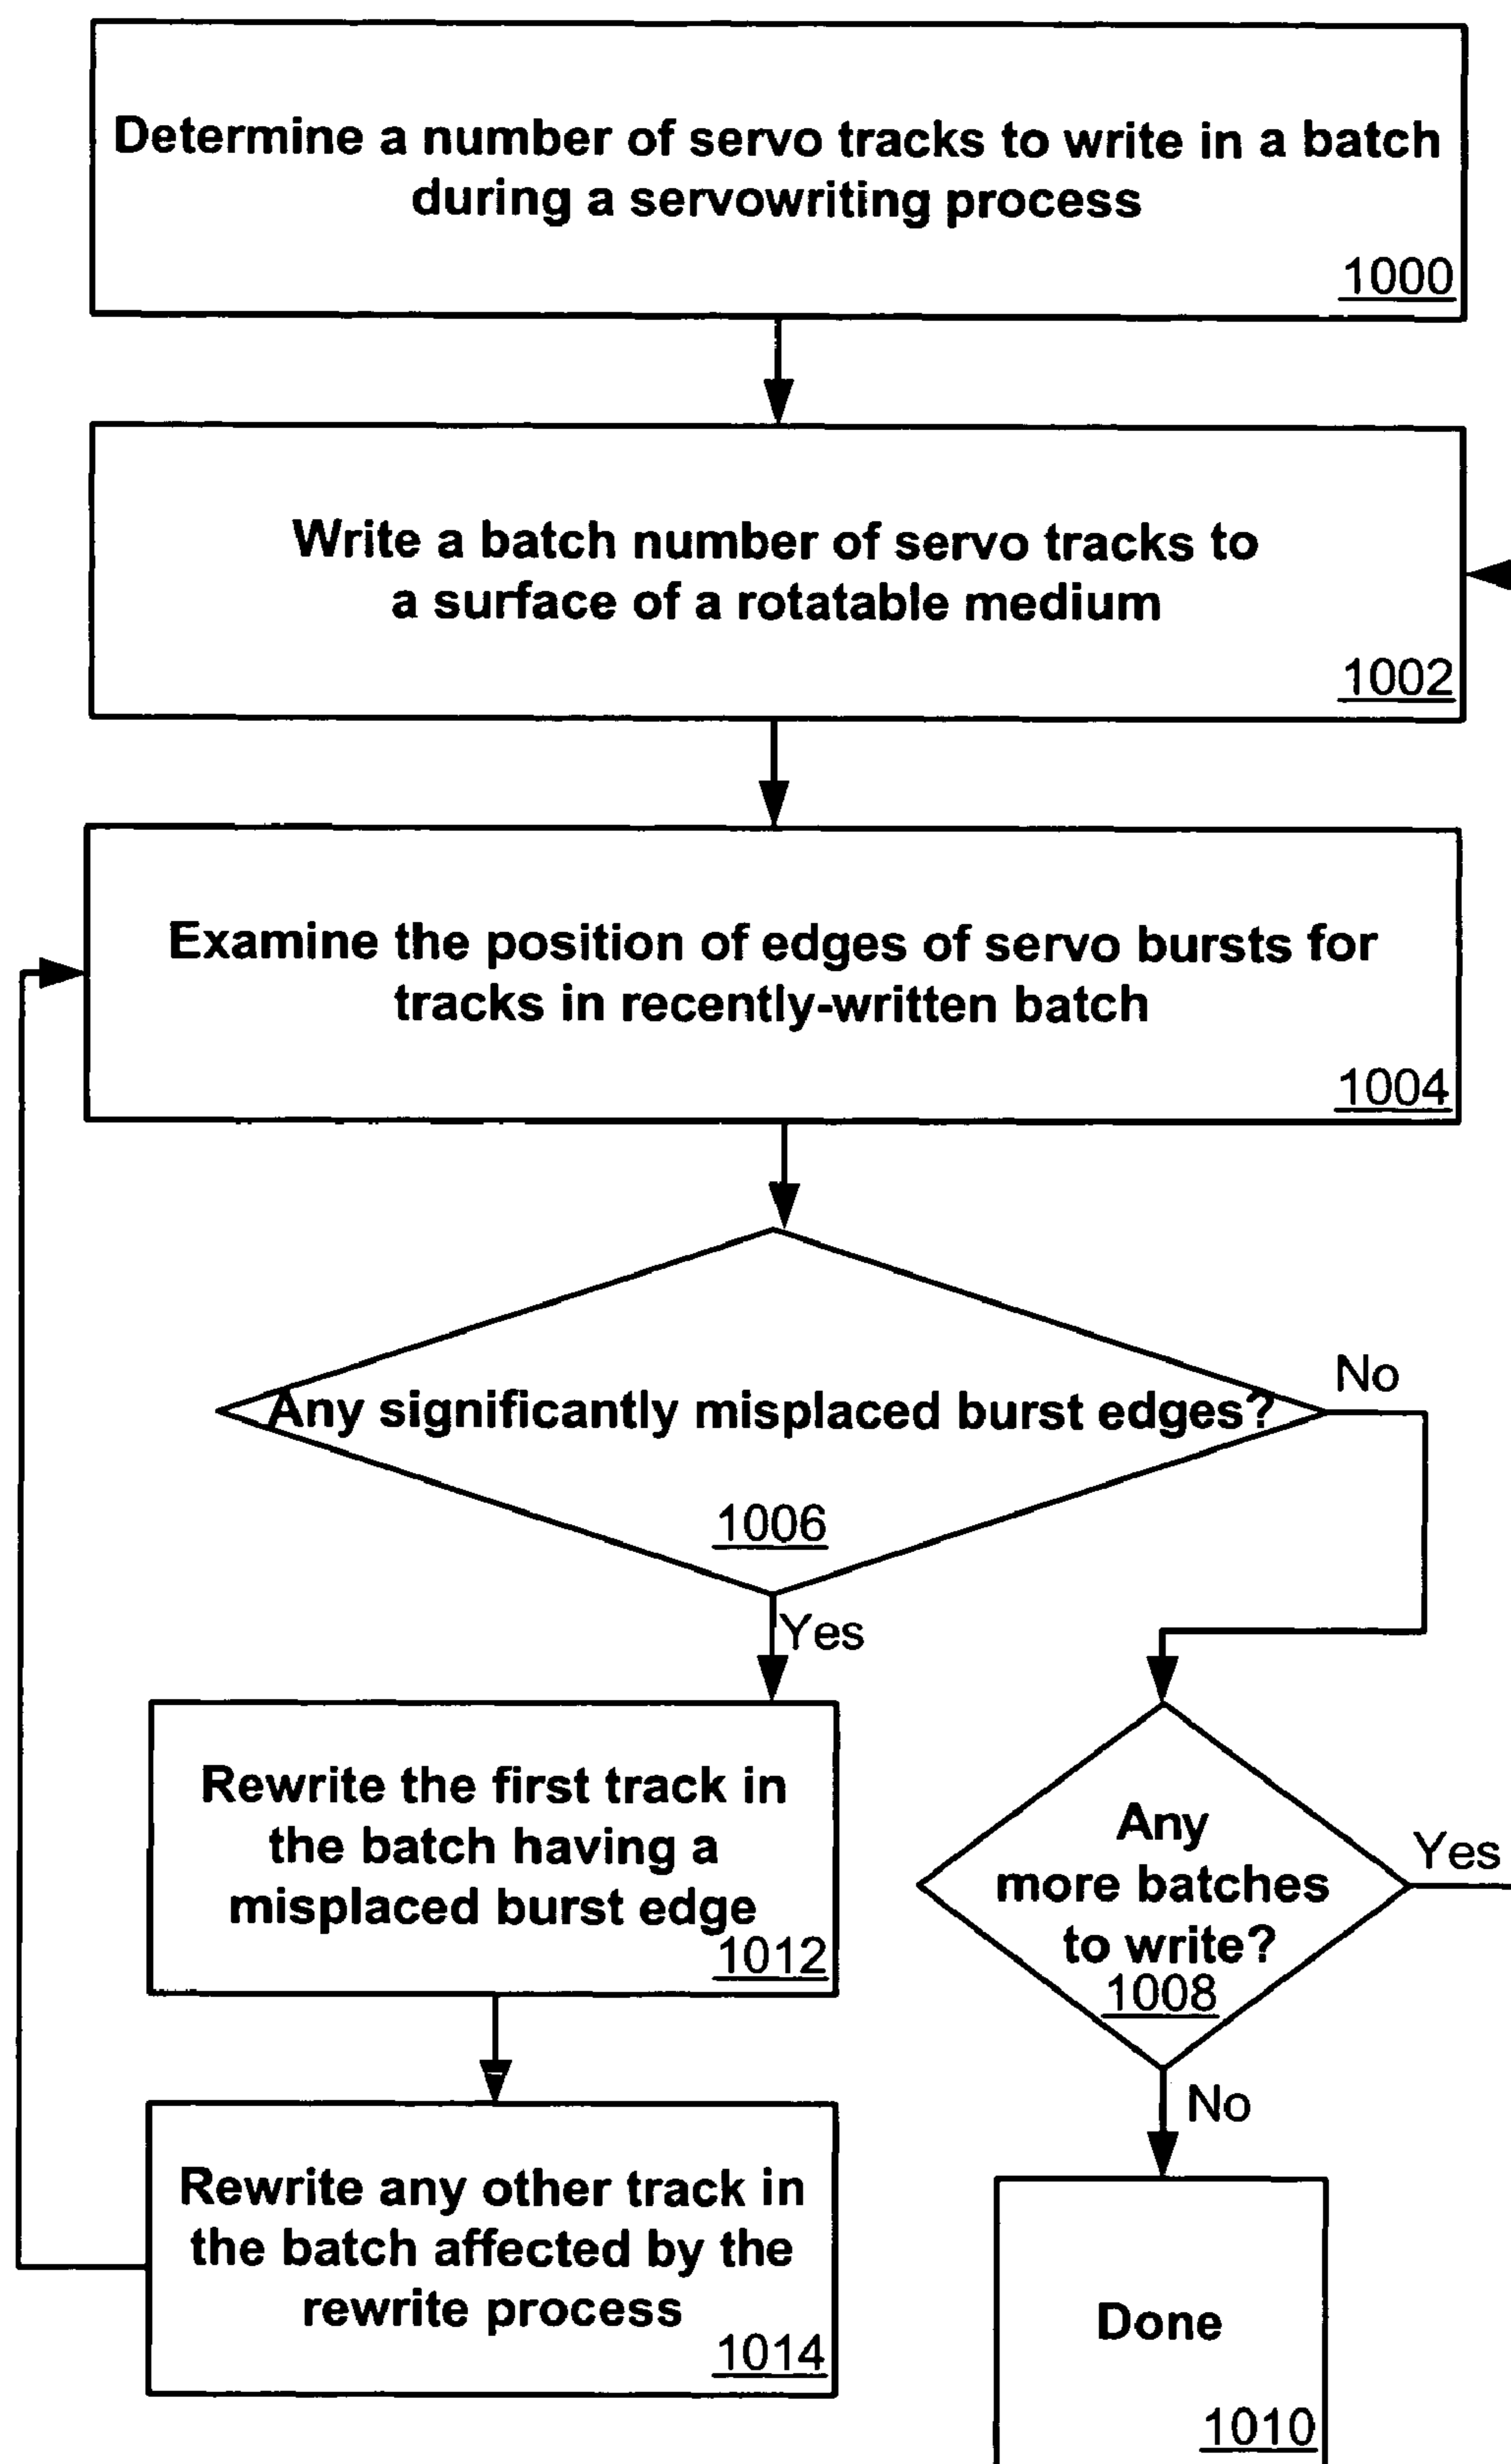 Determine a number of servo tracks to write in a batch
during a servowriting process
1000
Write a batch number of servo tracks to
a surface of a rotatable medium
1002
Examine the position of edges of servo bursts for
tracks in recently-written batch
1004
No
Any significantly misplaced burst edges?
1006
Yes
Rewrite the first track in
the batch having a
misplaced burst edge
1012
Any
more batches
to write?
1008
Yes
No
Rewrite any other track in
the batch affected by the
rewrite process
1014
Done
1010